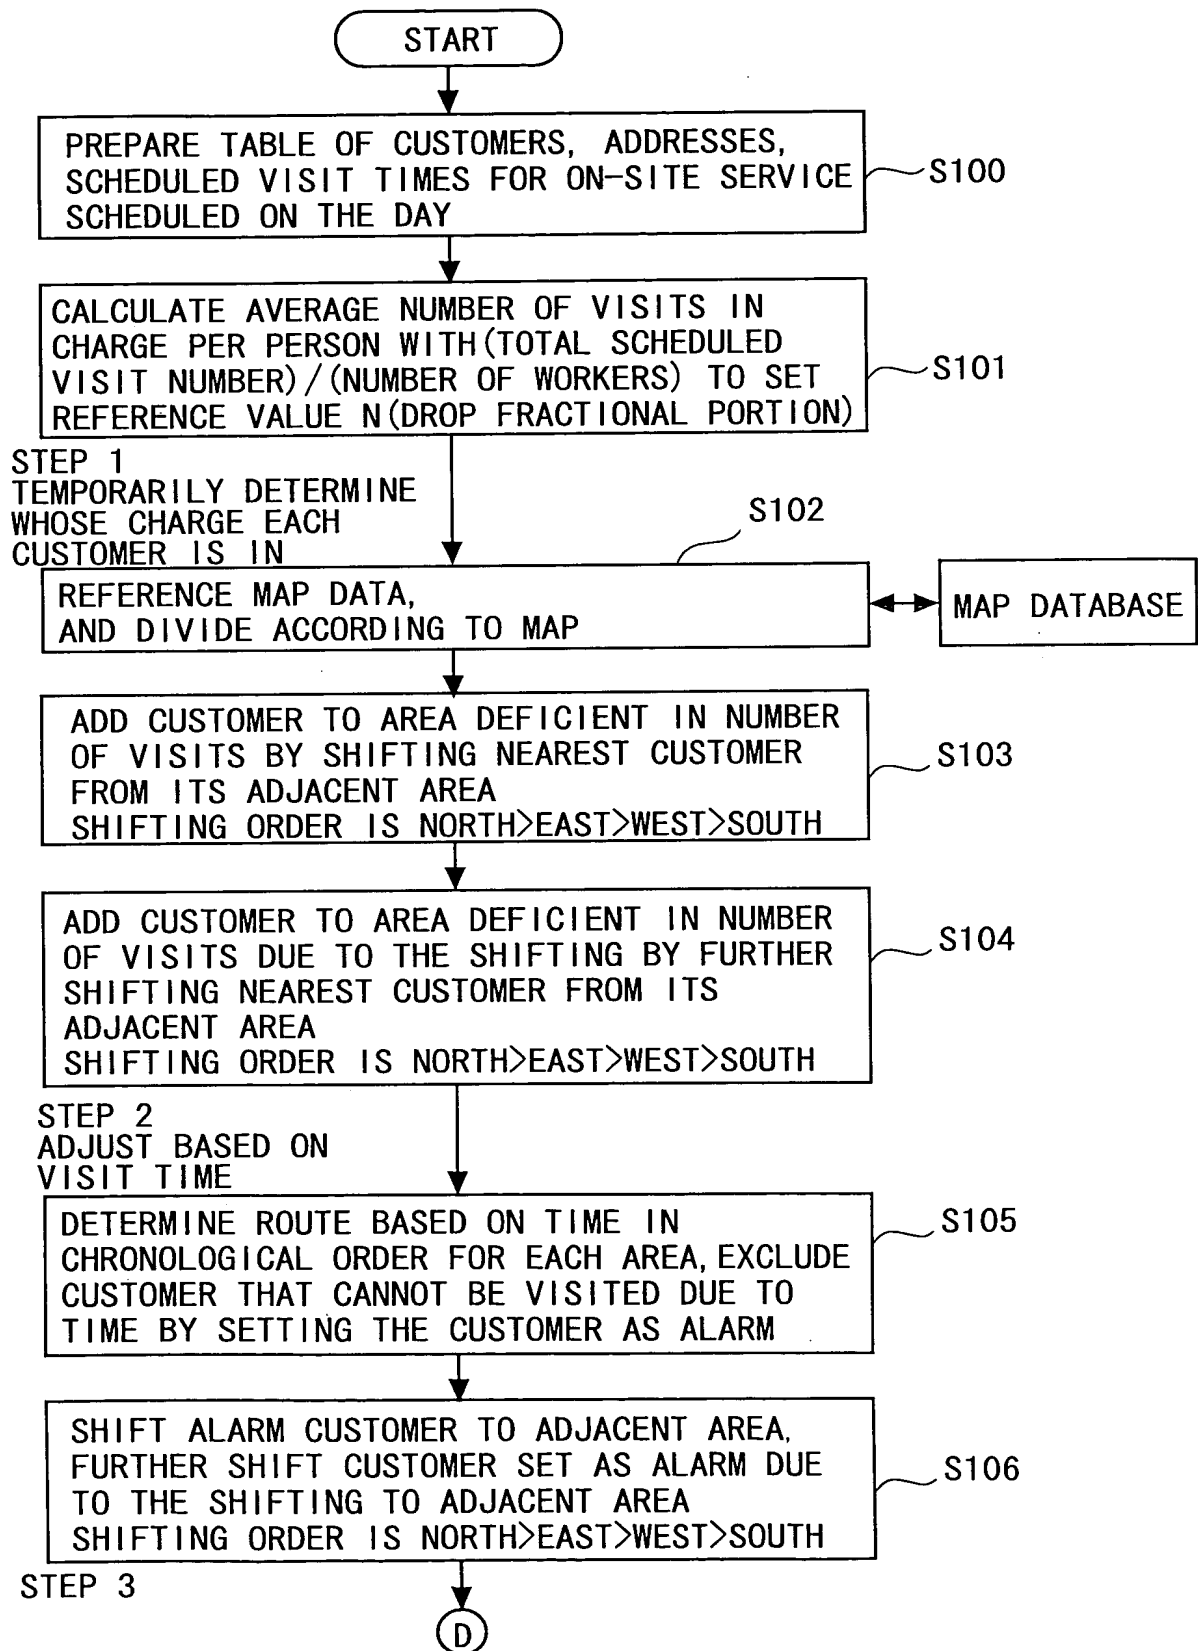 START
PREPARE TABLE OF CUSTOMERS, ADDRESSES,
SCHEDULED VISIT TIMES FOR ON-SITE SERVICE
SCHEDULED ON THE DAY
S100
CALCULATE AVERAGE NUMBER OF VISITS IN
CHARGE PER PERSON WITH(TOTAL SCHEDULED
VISIT NUMBER)/(NUMBER OF WORKERS) TO SET
REFERENCE VALUE N(DROP FRACTIONAL PORTION)
S101
STEP 1
TEMPORARILY DETERMINE
WHOSE CHARGE EACH
CUSTOMER IS IN
S102
REFERENCE MAP DATA,
AND DIVIDE ACCORDING TO MAP
MAP DATABASE
ADD CUSTOMER TO AREA DEFICIENT IN NUMBER
OF VISITS BY SHIFTING NEAREST CUSTOMER
FROM ITS ADJACENT AREA
SHIFTING ORDER IS NORTH>EAST>WEST>SOUTH
S103
ADD CUSTOMER TO AREA DEFICIENT IN NUMBER
OF VISITS DUE TO THE SHIFTING BY FURTHER
SHIFTING NEAREST CUSTOMER FROM ITS
ADJACENT AREA
SHIFTING ORDER IS NORTH>EAST>WEST>SOUTH
S104
STEP 2
ADJUST BASED ON
VISIT TIME
DETERMINE ROUTE BASED ON TIME IN
CHRONOLOGICAL ORDER FOR EACH AREA, EXCLUDE
CUSTOMER THAT CANNOT BE VISITED DUE TO
TIME BY SETTING THE CUSTOMER AS ALARM
S105
SHIFT ALARM CUSTOMER TO ADJACENT AREA,
FURTHER SHIFT CUSTOMER SET AS ALARM DUE
TO THE SHIFTING TO ADJACENT AREA
SHIFTING ORDER IS NORTH>EAST>WEST>SOUTH
S106
STEP 3
D